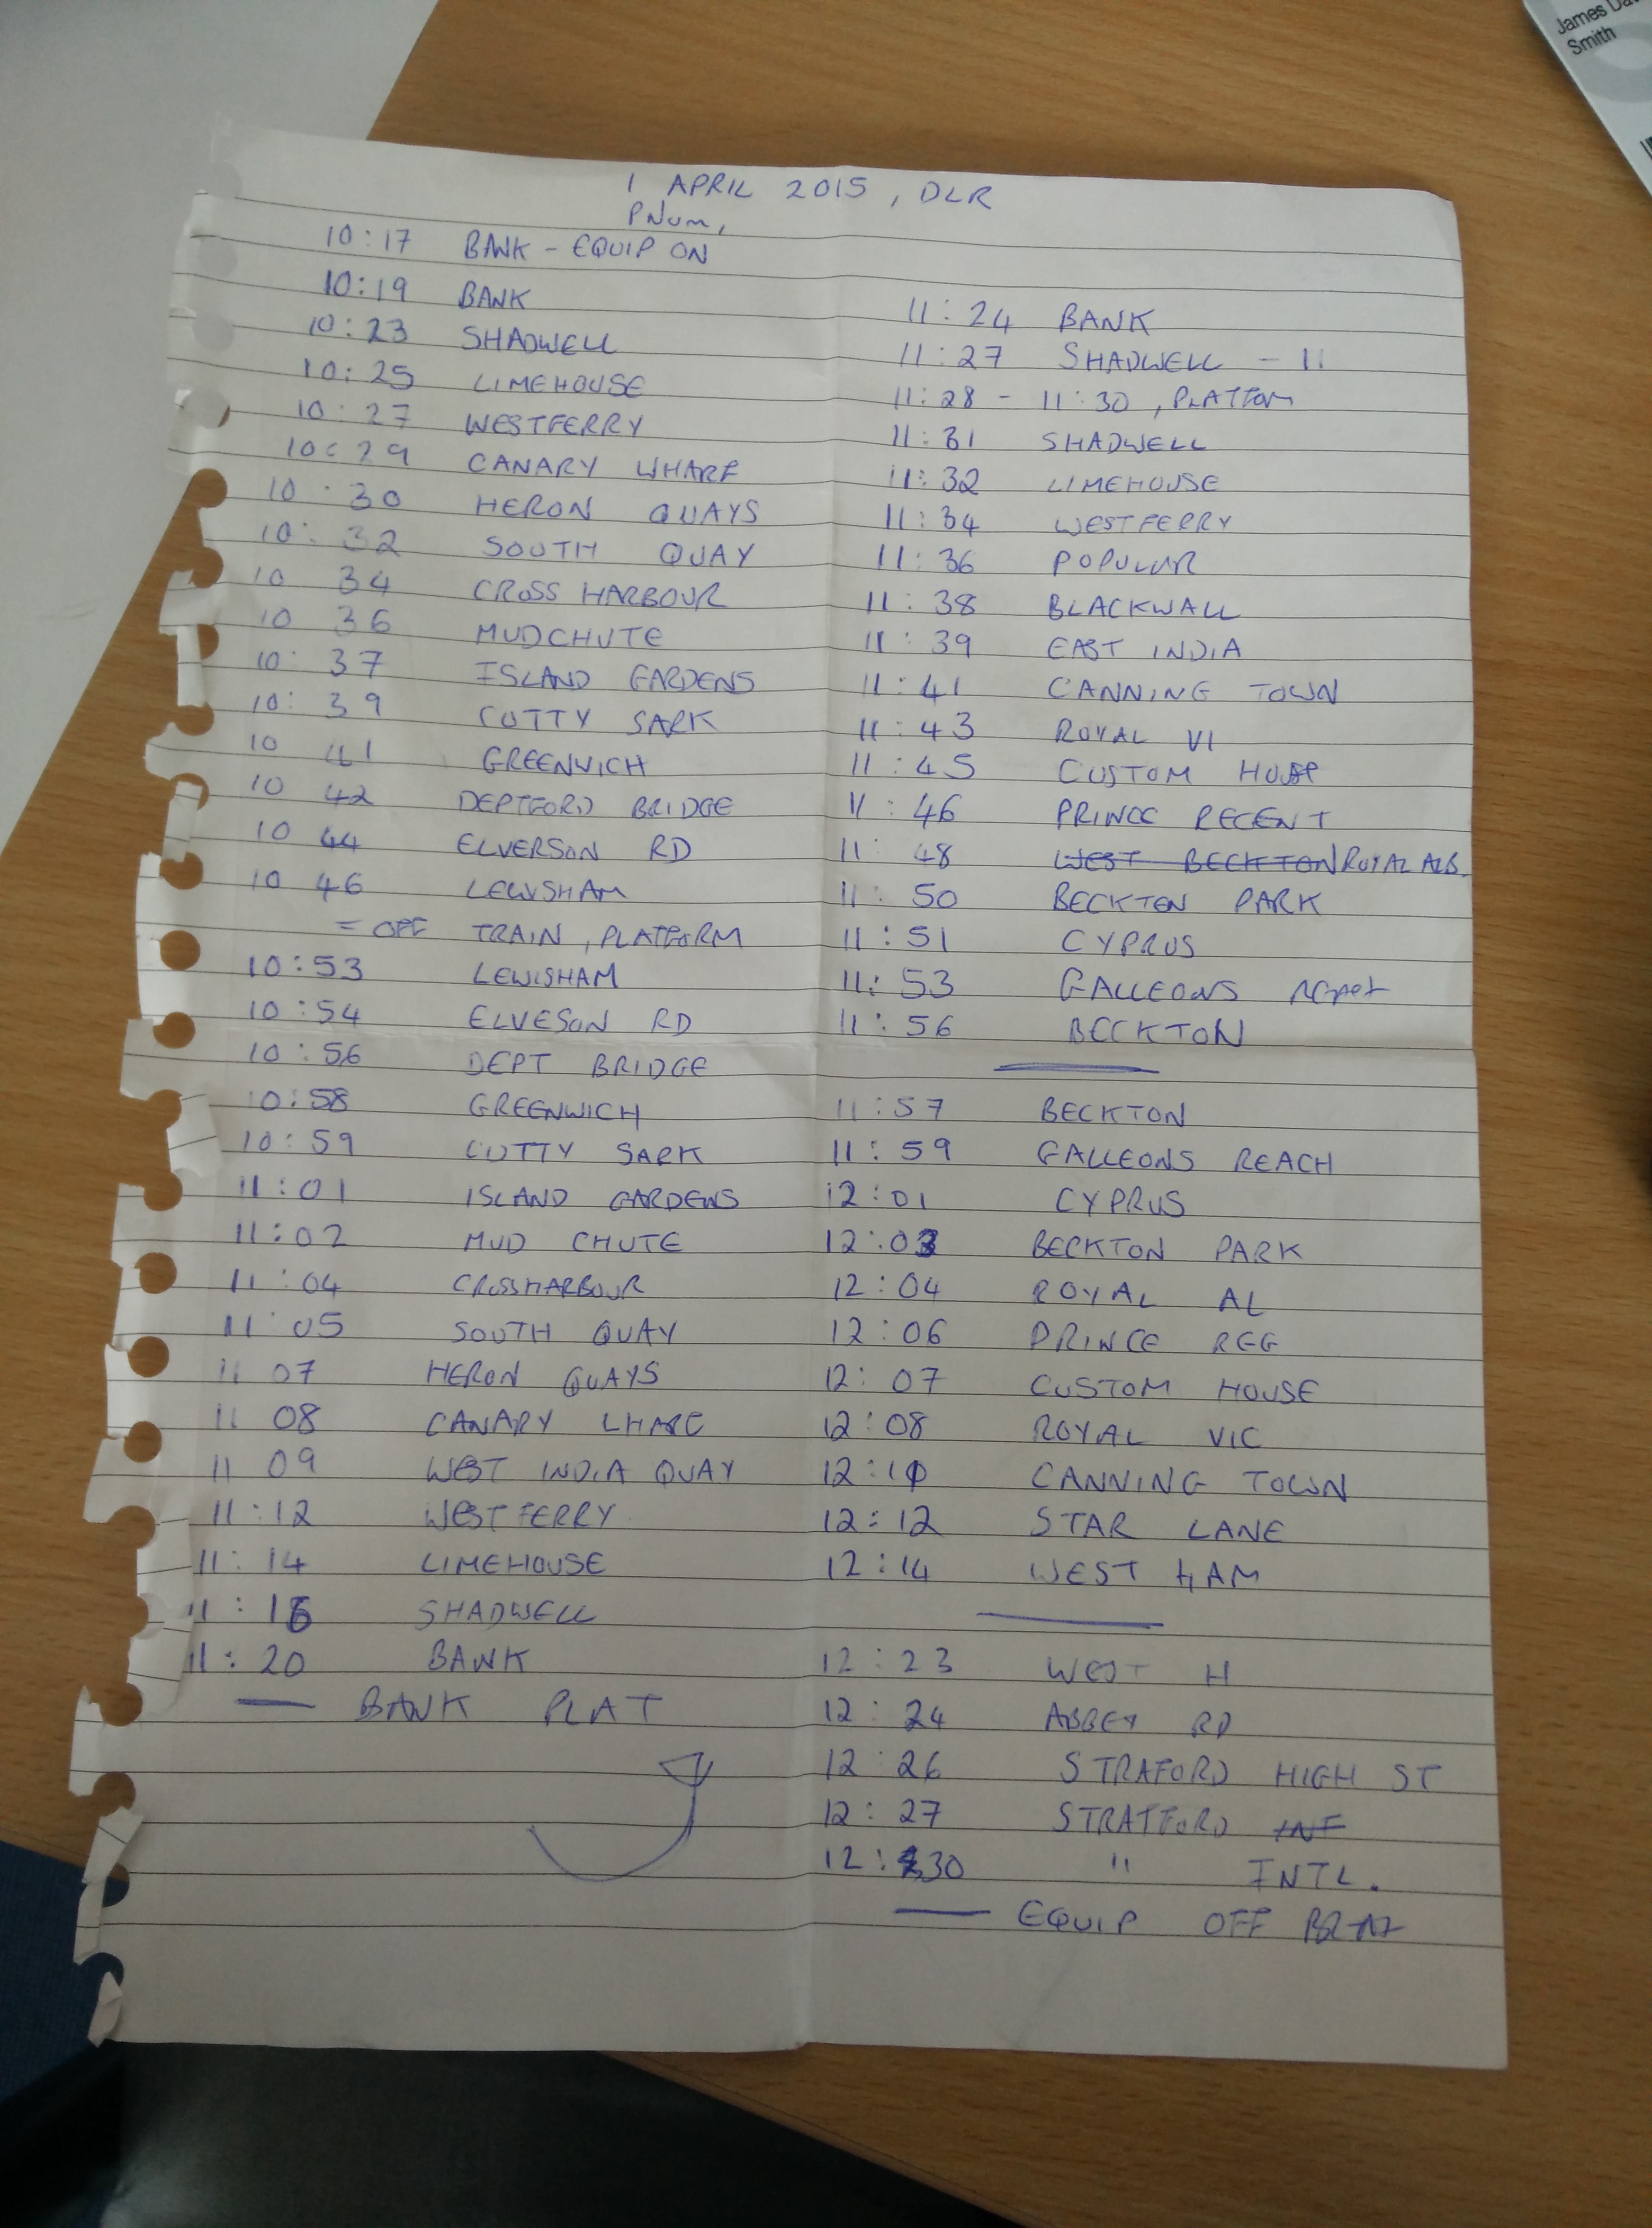 James Da
Smith
1 APRIL 2015, DLR
PNum,
10:17 BANK - EQUIP ON
10:19 BANK
10:23 SHADWELL
10:25 LIMEHOUSE
10:27 WESTFERRY
10:29 CANARY WHARF
10:30 HERON QUAYS
10:32 SOUTH QUAY
10 34 CROSS HARBOUR
10 36 MUDCHUTE
10:37 ISLAND GARDENS
10:39 CUTTY SARK
10 41 GREENWICH
10 42 DEPTFORD BRIDGE
10 44 ELVERSON RD
10 46 LEWISHAM
= OFF TRAIN, PLATFORM
10:53 LEWISHAM
10:54 ELVESON RD
10:56 DEPT BRIDGE
10:58 GREENWICH
10:59 CUTTY SARK
11:01 ISLAND GARDENS
11:02 MUD CHUTE
11:04 CROSSHARBOUR
11:05 SOUTH QUAY
11 07 HERON QUAYS
11 08 CANARY WHARF
11 09 WEST INDIA QUAY
11:12 WESTFERRY
11:14 LIMEHOUSE
11:16 SHADWELL
11:20 BANK
— BANK PLAT
11:24 BANK
11:27 SHADWELL - 11
11:28 - 11:30, PLATFOM
11:31 SHADWELL
11:32 LIMEHOUSE
11:34 WESTFERRY
11:36 POPULAR
11:38 BLACKWALL
11:39 EAST INDIA
11:41 CANNING TOWN
11:43 ROYAL VI
11:45 CUSTOM HOUSE
11:46 PRINCE REGENT
11:48 WEST BECKTON ROYAL ALB.
11:50 BECKTON PARK
11:51 CYPRUS
11:53 GALLEONS
11:56 BECKTON
11:57 BECKTON
11:59 GALLEONS REACH
12:01 CYPRUS
12:03 BECKTON PARK
12:04 ROYAL AL
12:06 PRINCE REG
12:07 CUSTOM HOUSE
12:08 ROYAL VIC
12:10 CANNING TOWN
12:12 STAR LANE
12:14 WEST HAM
12:23 WEST H
12:24 ABBEY RD
12:26 STRAFORD HIGH ST
12:27 STRATFORD INF
12:30 " INTL.
— EQUIP OFF